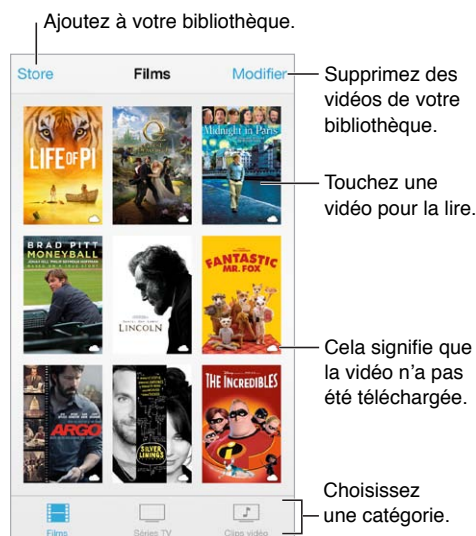 Ajoutez à votre bibliothèque.
Store Films Modifier
Supprimez des
vidéos de votre
bibliothèque.
LIFE OF PI
Midnight in Paris
Touchez une
vidéo pour la lire.
BRAD PITT
MONEYBALL
LINCOLN
FANTASTIC
MR. FOX
Cela signifie que
la vidéo n'a pas
été téléchargée.
ARGO
SILVER
LININGS
THE INCREDIBLES
Choisissez
une catégorie.
Films Séries TV Clips vidéo